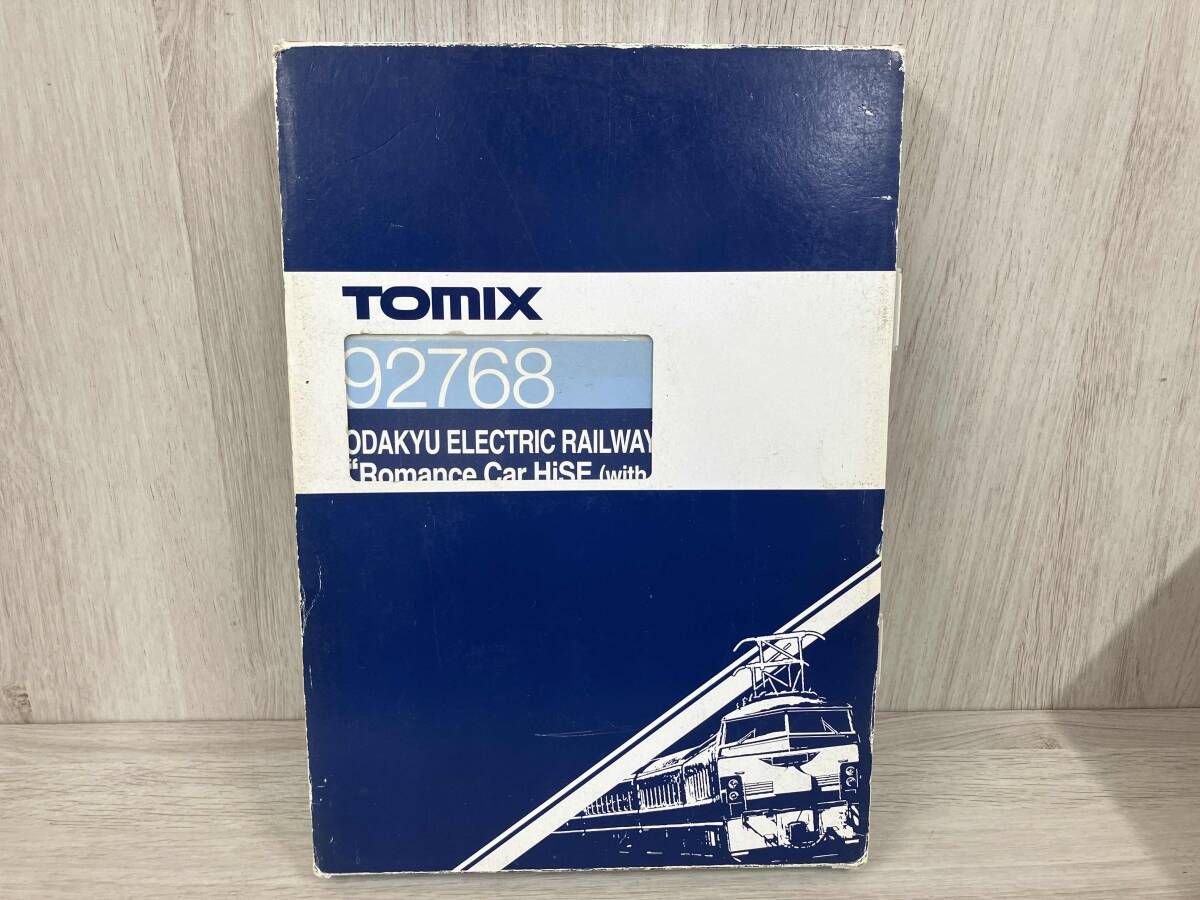 TOMIX
92768
ODAKYU ELECTRIC RAILWAY
“Romance Car HiSE (with